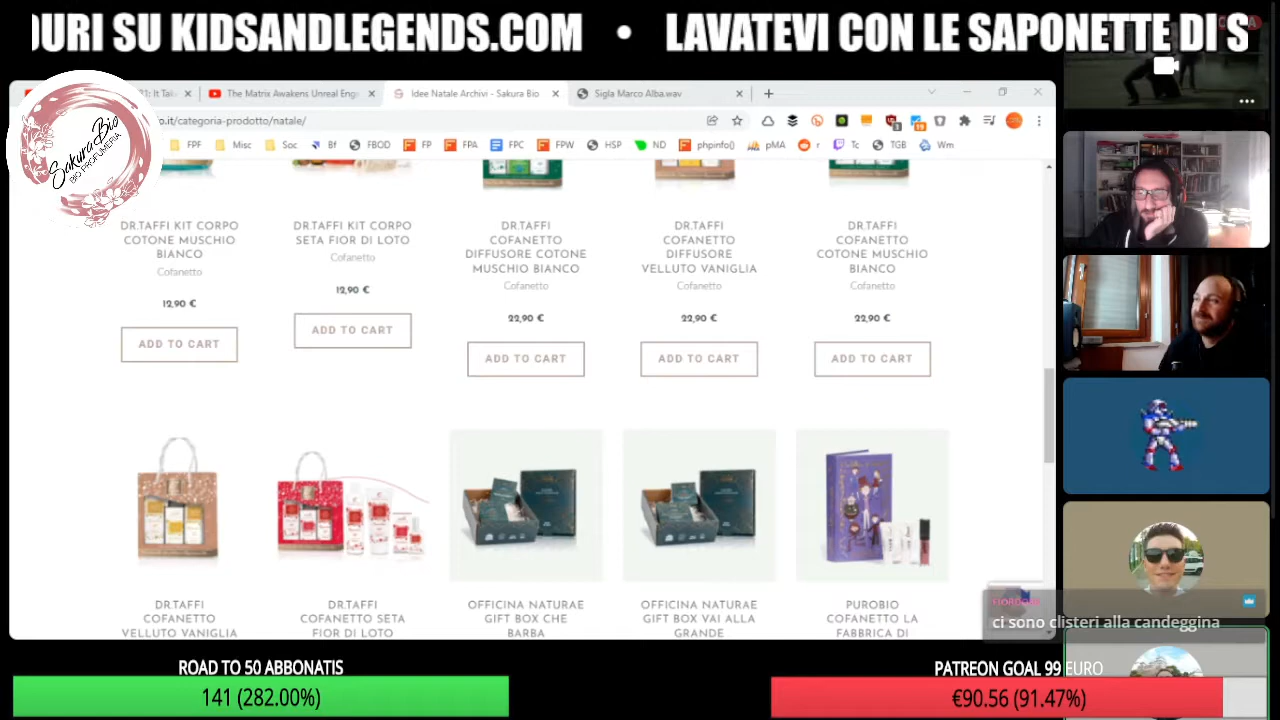 OURI SU KIDSANDLEGENDS.COM • LAVATEVI CON LE SAPONETTE DI S
21: It Tak
The Matrix Awakens Unreal Eng
Idee Natale Archivi - Sakura Bio
Sigla Marco Alba.wav
o.it/categoria-prodotto/natale/
FPF
Misc
Soc
Bf
FBOD
FP
FPA
FPC
FPW
HSP
ND
phpinfo()
pMA
r
Tc
TGB
Wm
Sakura Bio
DR.TAFFI KIT CORPO
COTONE MUSCHIO
BIANCO
Cofanetto
12,90 €
ADD TO CART
DR.TAFFI KIT CORPO
SETA FIOR DI LOTO
Cofanetto
12,90 €
ADD TO CART
DR.TAFFI
COFANETTO
DIFFUSORE COTONE
MUSCHIO BIANCO
Cofanetto
22,90 €
ADD TO CART
DR.TAFFI
COFANETTO
DIFFUSORE
VELLUTO VANIGLIA
Cofanetto
22,90 €
ADD TO CART
DR.TAFFI
COFANETTO
COTONE MUSCHIO
BIANCO
Cofanetto
22,90 €
ADD TO CART
DR.TAFFI
COFANETTO
VELLUTO VANIGLIA
DR.TAFFI
COFANETTO SETA
FIOR DI LOTO
OFFICINA NATURAE
GIFT BOX CHE
BARBA
OFFICINA NATURAE
GIFT BOX VAI ALLA
GRANDE
PUROBIO
COFANETTO LA
FABBRICA DI
ci sono clisteri alla candeggina
ROAD TO 50 ABBONATIS
141 (282.00%)
PATREON GOAL 99 EURO
€90.56 (91.47%)